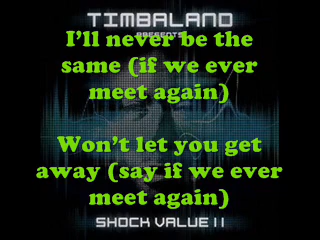 TIMBALAND
PRESENTS
I'll never be the
same (if we ever
meet again)
Won't let you get
away (say if we ever
meet again)
SHOCK VALUE II